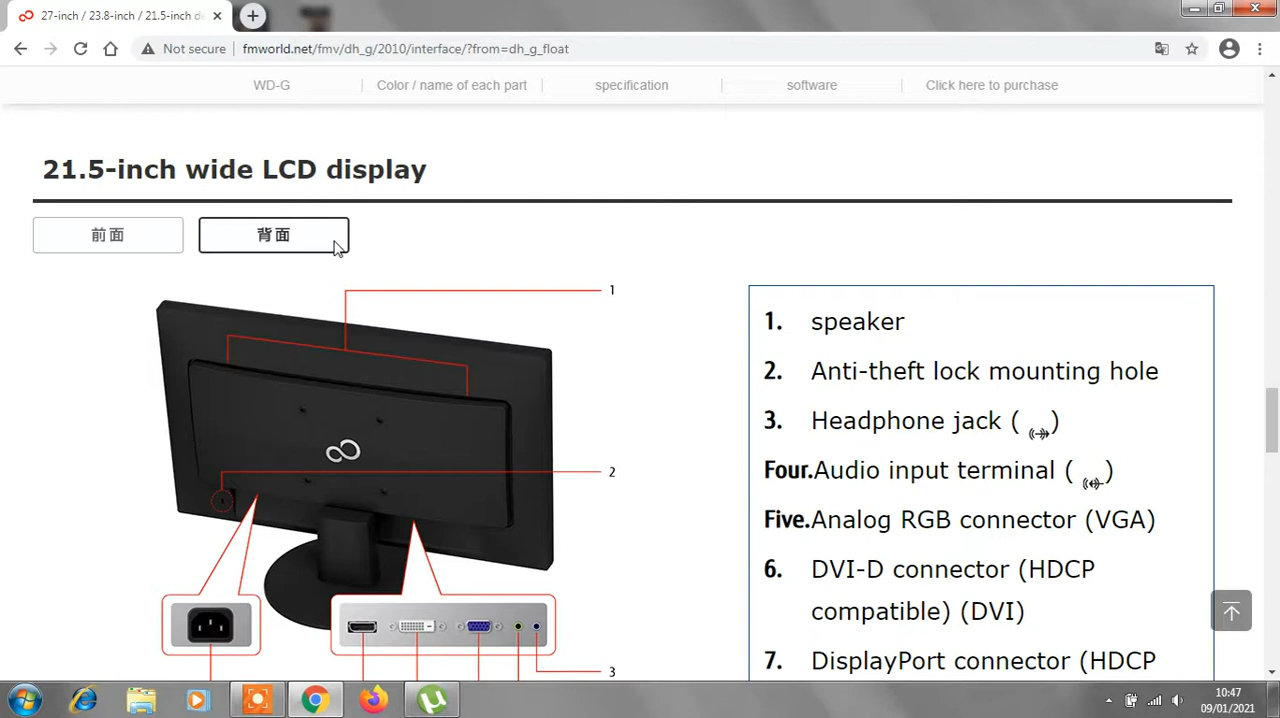 27-inch / 23.8-inch / 21.5-inch de
Not secure
fmworld.net/fmv/dh_g/2010/interface/?from=dh_g_float
WD-G
Color / name of each part
specification
software
Click here to purchase
21.5-inch wide LCD display
前面
背面
1
2
3
1. speaker
2. Anti-theft lock mounting hole
3. Headphone jack ( )
Four. Audio input terminal ( )
Five. Analog RGB connector (VGA)
6. DVI-D connector (HDCP
compatible) (DVI)
7. DisplayPort connector (HDCP
10:47
09/01/2021